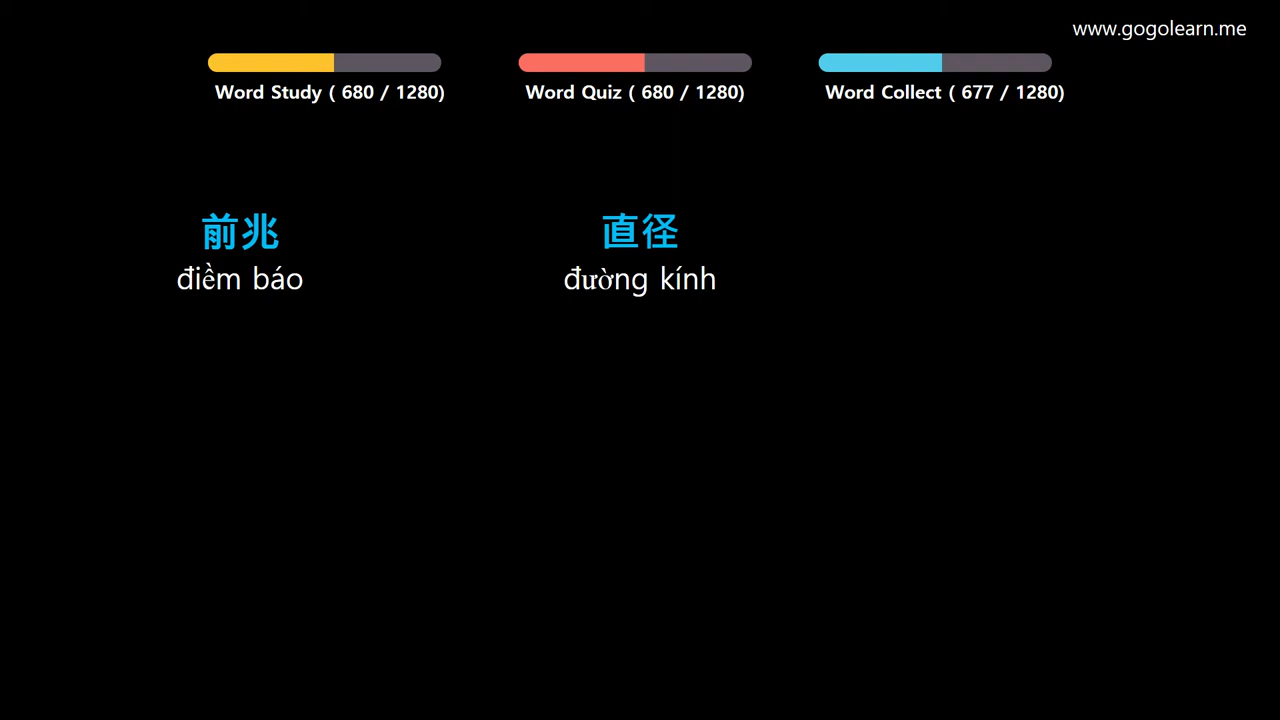 www.gogolearn.me
Word Study ( 680 / 1280)
Word Quiz ( 680 / 1280)
Word Collect ( 677 / 1280)
前兆
điềm báo
直径
đường kính